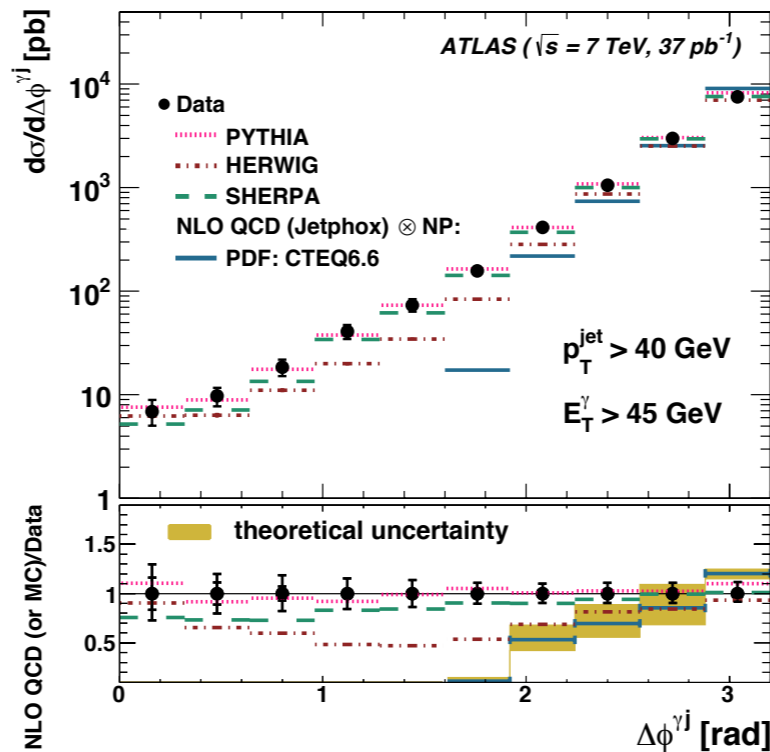 dσ/dΔφ^γj [pb]
ATLAS (√s = 7 TeV, 37 pb⁻¹)
10⁴
10³
10²
10
1
Data
PYTHIA
HERWIG
SHERPA
NLO QCD (Jetphox) ⊗ NP:
PDF: CTEQ6.6
p_T^jet > 40 GeV
E_T^γ > 45 GeV
NLO QCD (or MC)/Data
1.5
1
0.5
theoretical uncertainty
0 1 2 3
Δφ^γj [rad]